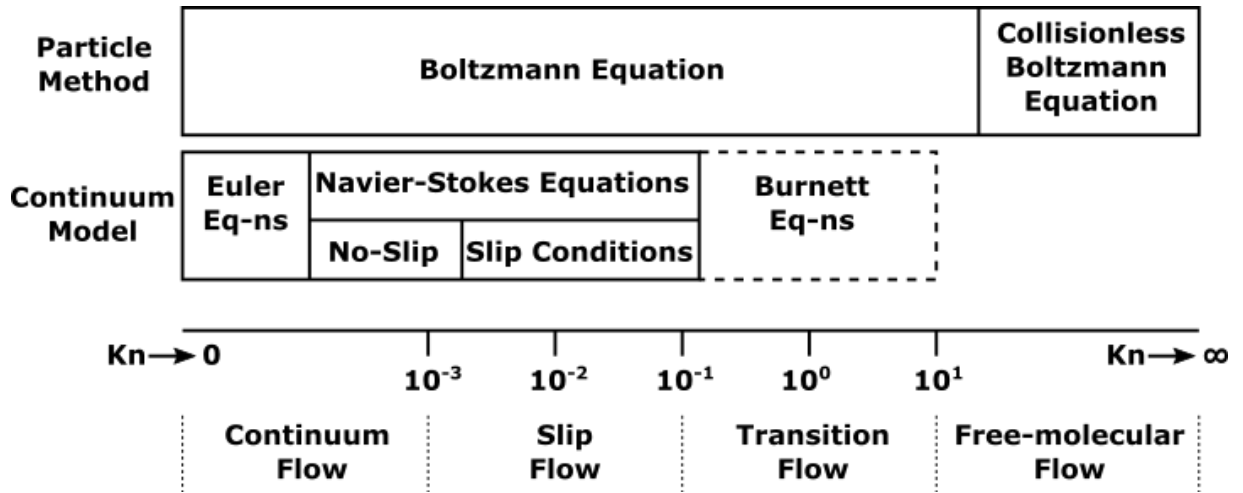 Particle
Method
Boltzmann Equation
Collisionless
Boltzmann
Equation
Continuum
Model
Euler
Eq-ns
Navier-Stokes Equations
No-Slip
Slip Conditions
Burnett
Eq-ns
Kn→0
10⁻³
10⁻²
10⁻¹
10⁰
10¹
Kn→∞
Continuum
Flow
Slip
Flow
Transition
Flow
Free-molecular
Flow